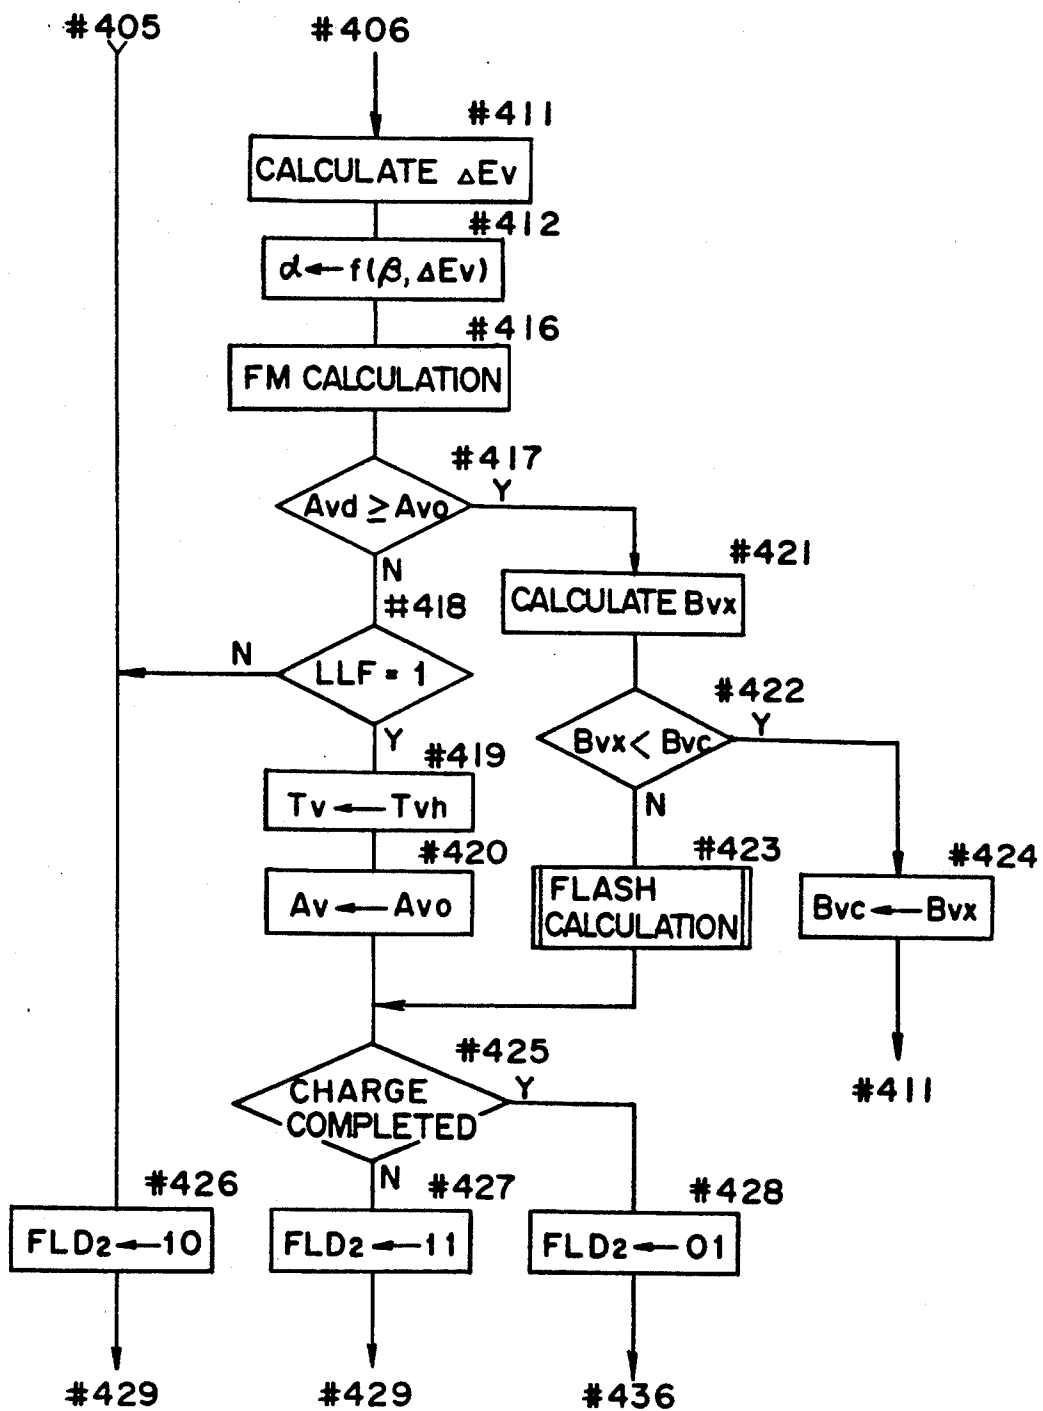 #405
Y
#406
#411
CALCULATE ΔEv
#412
α←f(β, ΔEv)
#416
FM CALCULATION
#417
Avd ≥ Avo
Y
N
#421
CALCULATE Bvx
#418
LLF = 1
N
Y
#422
Bvx < Bvc
Y
N
#419
Tv ← Tvh
#420
Av ← Avo
#423
FLASH
CALCULATION
#424
Bvc ← Bvx
#411
#425
CHARGE
COMPLETED
Y
N
#426
FLD2 ← 10
#427
FLD2 ← 11
#428
FLD2 ← 01
#429
#429
#436